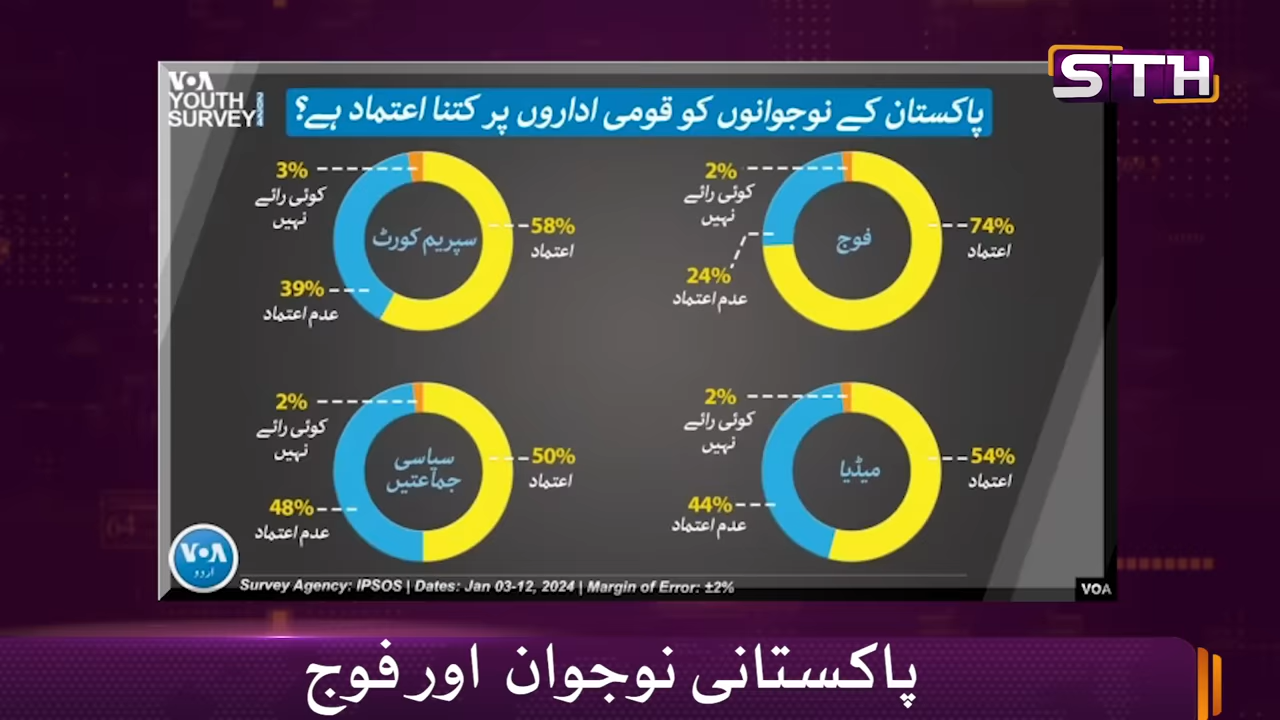 STH
VOA
YOUTH
SURVEY
پاکستان کے نوجوانوں کو قومی اداروں پر کتنا اعتماد ہے؟
2%
کوئی رائے
نہیں
74%
اعتماد
فوج
24%
عدم اعتماد
3%
کوئی رائے
نہیں
58%
اعتماد
سپریم کورٹ
39%
عدم اعتماد
2%
کوئی رائے
نہیں
54%
اعتماد
میڈیا
44%
عدم اعتماد
2%
کوئی رائے
نہیں
50%
اعتماد
سیاسی
جماعتیں
48%
عدم اعتماد
VOA
اردو
Survey Agency: IPSOS | Dates: Jan 03-12, 2024 | Margin of Error: ±2%
VOA
پاکستانی نوجوان اور فوج